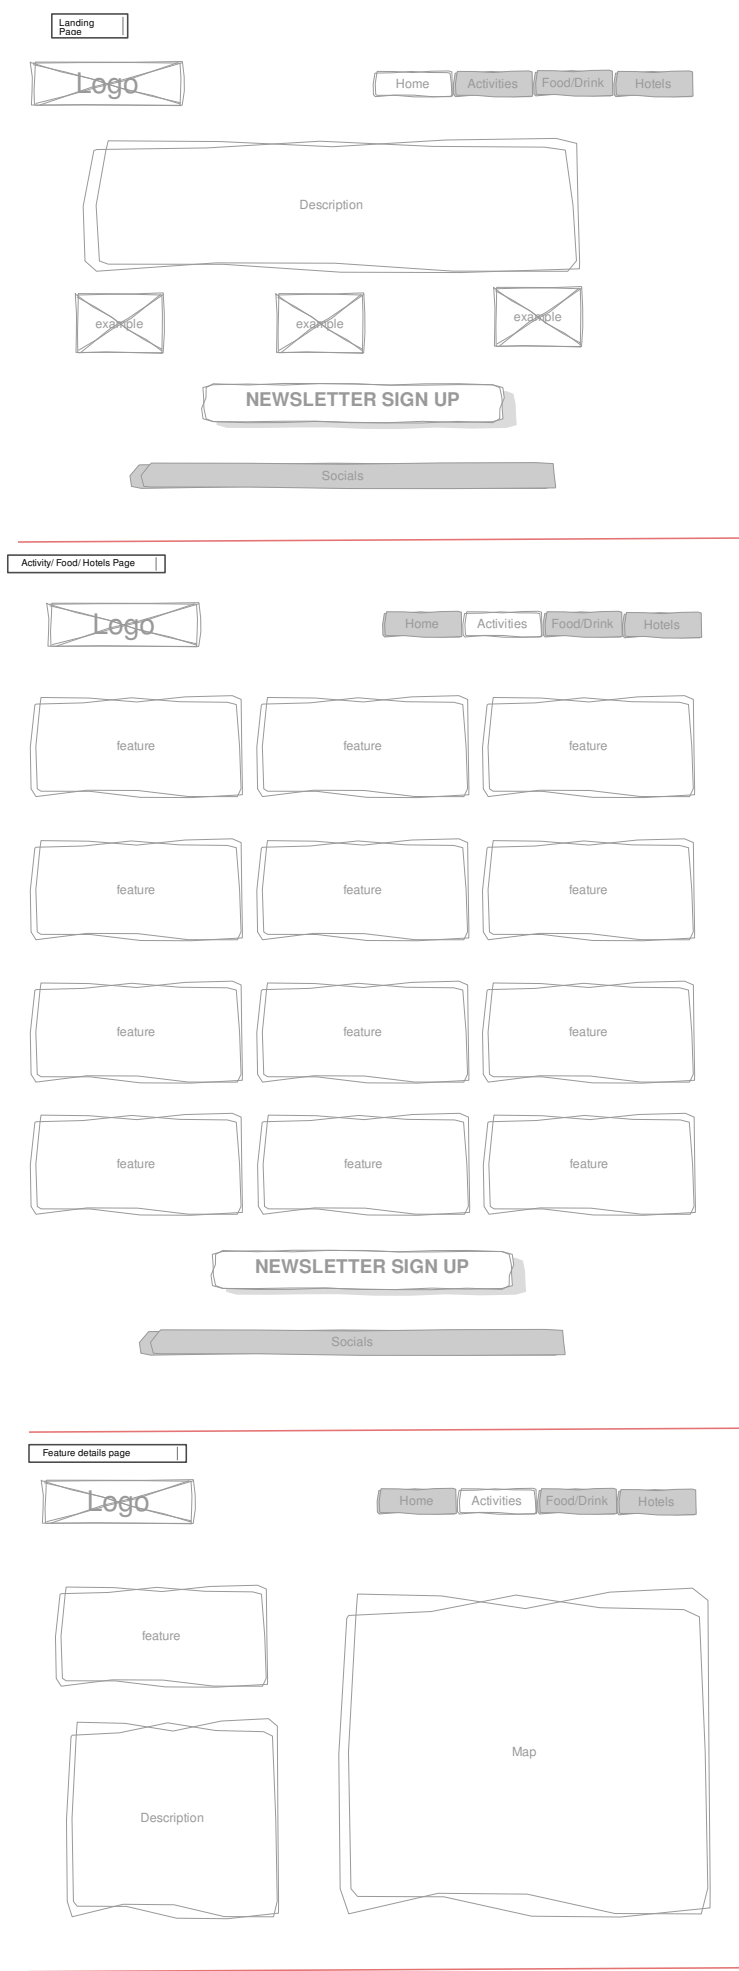 Landing
Page
Logo
Home Activities Food/Drink Hotels
Description
example example example
NEWSLETTER SIGN UP
Socials
Activity/ Food/ Hotels Page
Logo
Home Activities Food/Drink Hotels
feature feature feature
feature feature feature
feature feature feature
feature feature feature
NEWSLETTER SIGN UP
Socials
Feature details page
Logo
Home Activities Food/Drink Hotels
feature
Map
Description